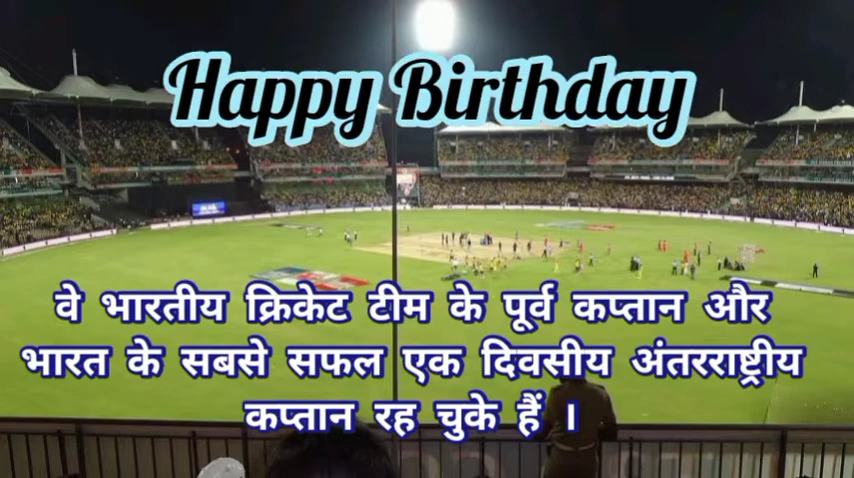 Happy Birthday
वे भारतीय क्रिकेट टीम के पूर्व कप्तान और
भारत के सबसे सफल एक दिवसीय अंतरराष्ट्रीय
कप्तान रह चुके हैं ।